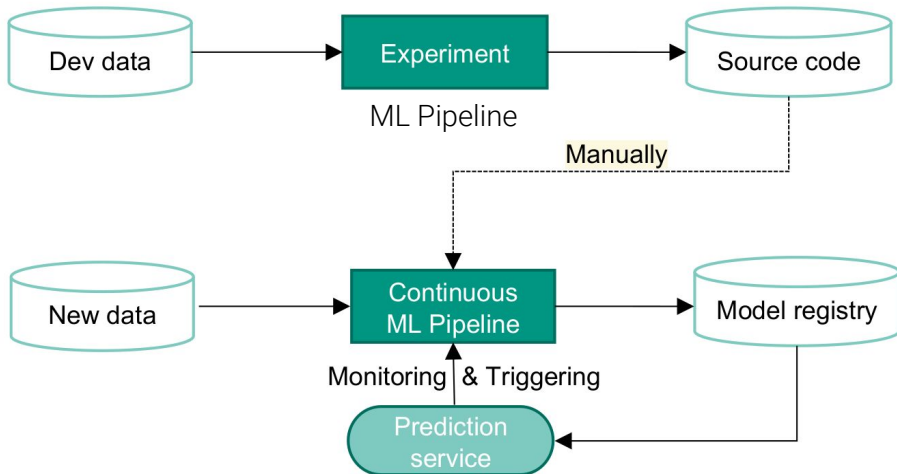 Dev data
Experiment
Source code
ML Pipeline
Manually
New data
Continuous
ML Pipeline
Model registry
Monitoring & Triggering
Prediction
service